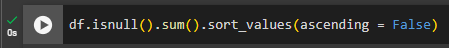 df.isnull().sum().sort_values(ascending = False)
0s